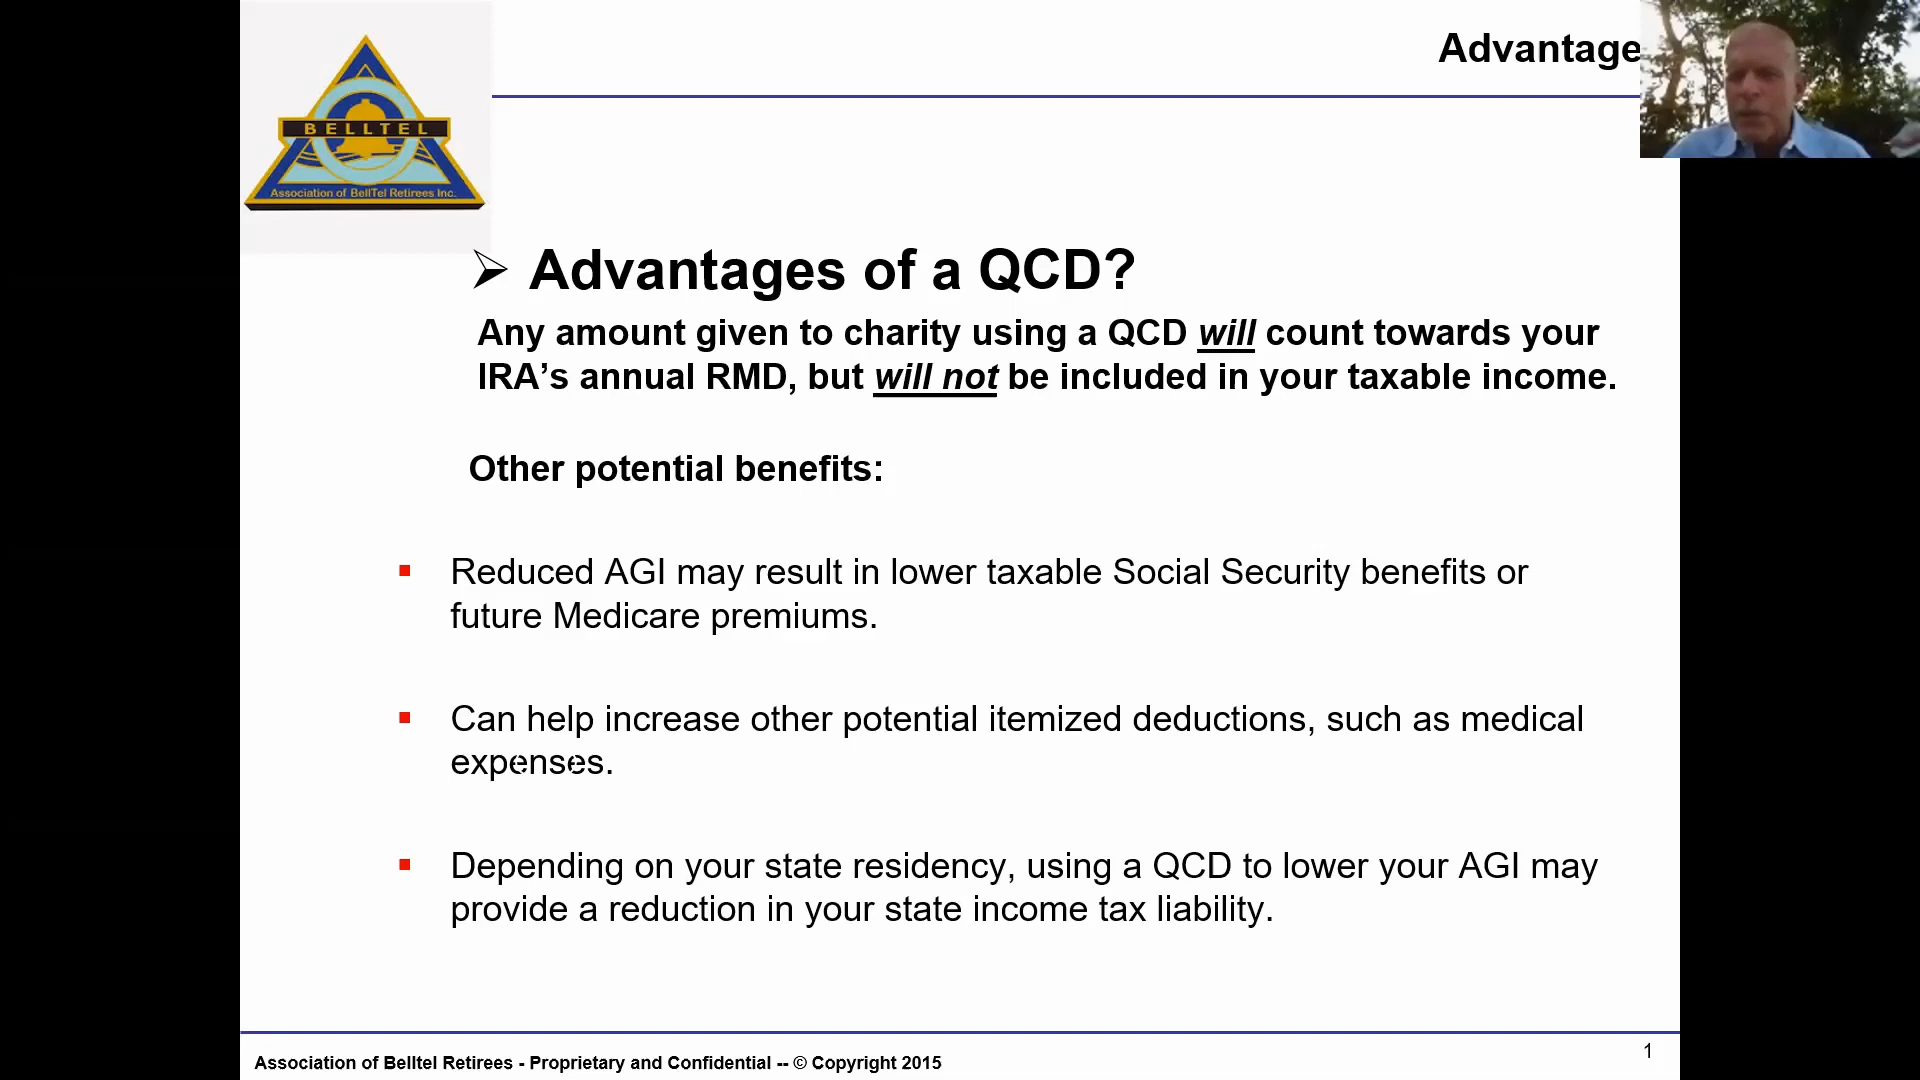 Advantage
BELLTEL
Association of BellTel Retirees Inc.
➢ Advantages of a QCD?
Any amount given to charity using a QCD will count towards your
IRA’s annual RMD, but will not be included in your taxable income.
Other potential benefits:
▪ Reduced AGI may result in lower taxable Social Security benefits or
future Medicare premiums.
▪ Can help increase other potential itemized deductions, such as medical
expenses.
▪ Depending on your state residency, using a QCD to lower your AGI may
provide a reduction in your state income tax liability.
1
Association of Belltel Retirees - Proprietary and Confidential -- © Copyright 2015